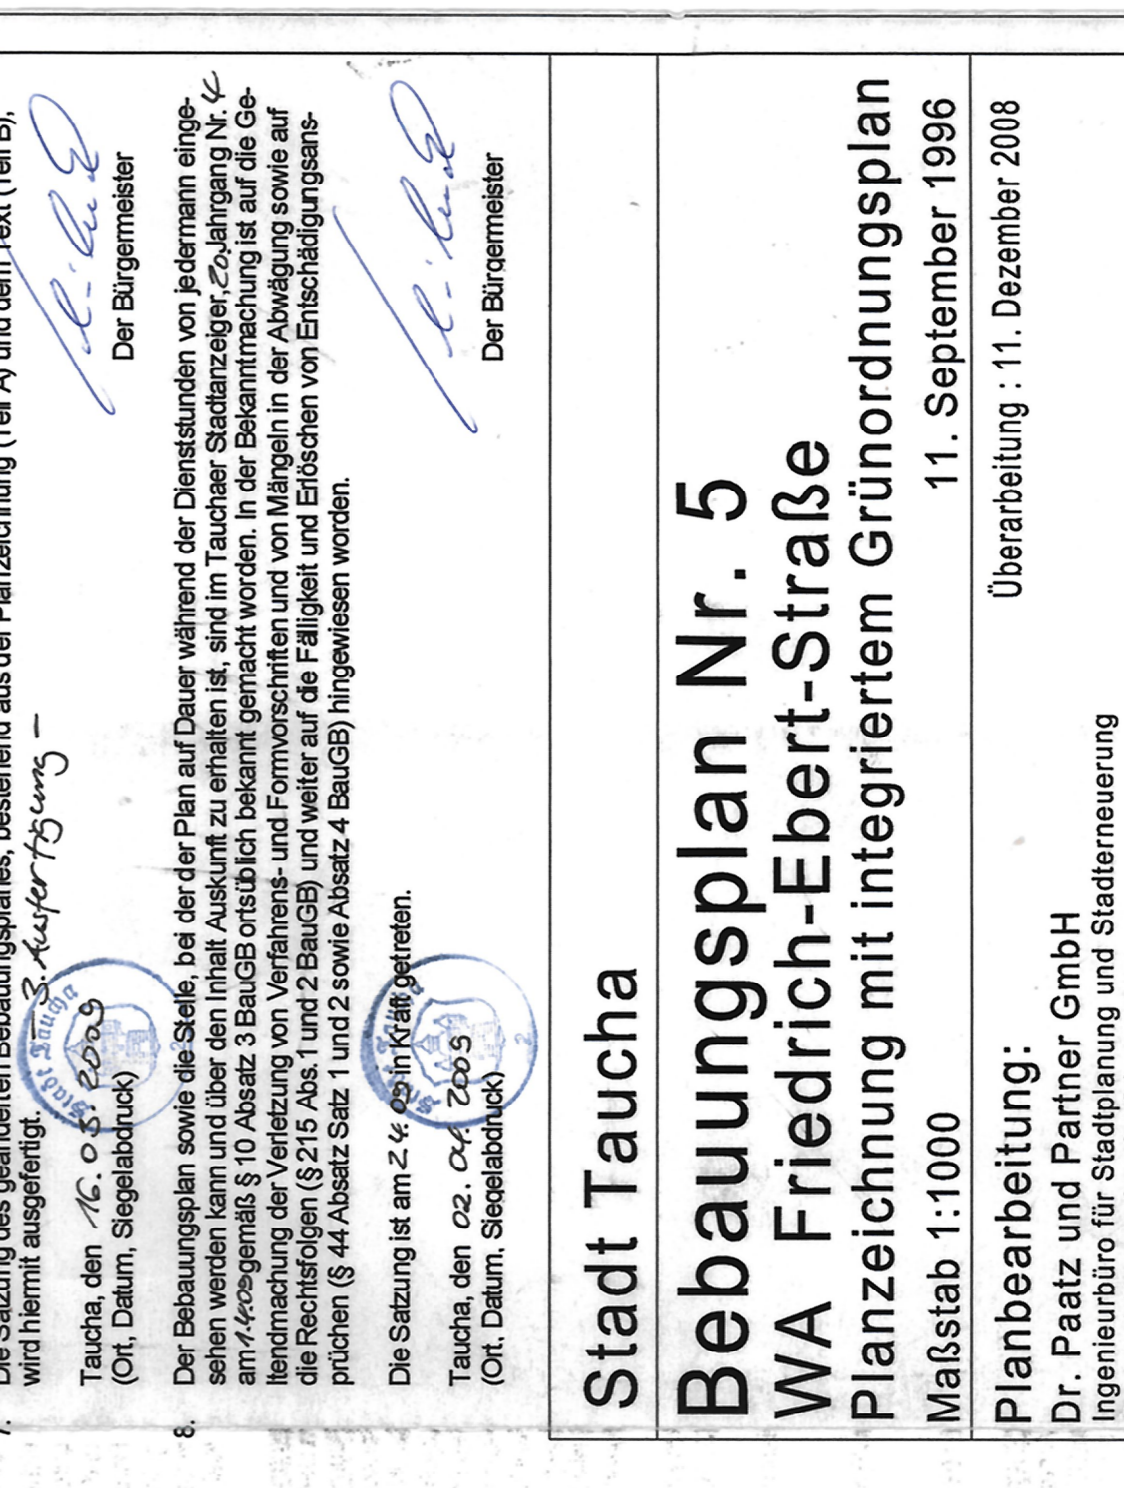 7. Die Satzung des geänderten Bebauungsplanes, bestehend aus der Planzeichnung (Teil A) und dem Text (Teil B),
wird hiermit ausgefertigt. – 3. Ausfertigung –
Taucha, den 16. 03. 2009
(Ort, Datum, Siegelabdruck)
Der Bürgermeister
Stadt Taucha
8. Der Bebauungsplan sowie die Stelle, bei der der Plan auf Dauer während der Dienststunden von jedermann einge-
sehen werden kann und über den Inhalt Auskunft zu erhalten ist, sind im Tauchaer Stadtanzeiger, 20. Jahrgang Nr. 4
am 1.4.09 gemäß § 10 Absatz 3 BauGB ortsüblich bekannt gemacht worden. In der Bekanntmachung ist auf die Ge-
ltendmachung der Verletzung von Verfahrens- und Formvorschriften und von Mängeln in der Abwägung sowie auf
die Rechtsfolgen (§ 215 Abs. 1 und 2 BauGB) und weiter auf die Fälligkeit und Erlöschen von Entschädigungsans-
prüchen (§ 44 Absatz Satz 1 und 2 sowie Absatz 4 BauGB) hingewiesen worden.
Die Satzung ist am 2.4.09 in Kraft getreten.
Taucha, den 02. 04. 2009
(Ort, Datum, Siegelabdruck)
Der Bürgermeister
Stadt Taucha
2
Stadt Taucha
Bebauungsplan Nr. 5
WA Friedrich-Ebert-Straße
Planzeichnung mit integriertem Grünordnungsplan
Maßstab 1:1000 11. September 1996
Überarbeitung : 11. Dezember 2008
Planbearbeitung:
Dr. Paatz und Partner GmbH
Ingenieurbüro für Stadtplanung und Stadterneuerung